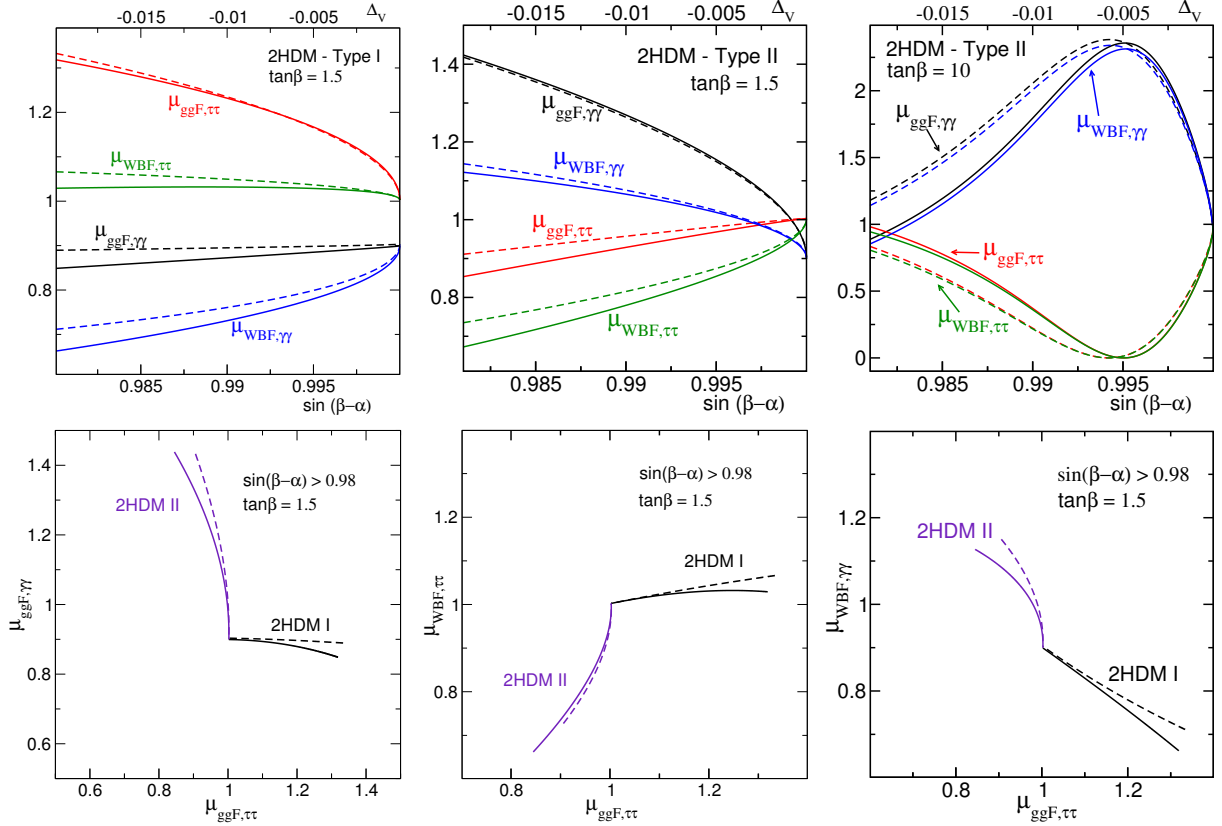 -0.015 -0.01 -0.005 Δ_V
2HDM - Type I
tanβ = 1.5
μ_ggF,ττ
μ_WBF,ττ
μ_ggF,γγ
μ_WBF,γγ
1.2
1
0.8
0.985 0.99 0.995
sin (β−α)
-0.015 -0.01 -0.005 Δ_V
2HDM - Type II
tanβ = 1.5
μ_ggF,γγ
μ_WBF,γγ
μ_ggF,ττ
μ_WBF,ττ
1.4
1.2
1
0.8
0.985 0.99 0.995
sin (β−α)
-0.015 -0.01 -0.005 Δ_V
2HDM - Type II
tanβ = 10
μ_ggF,γγ
μ_WBF,γγ
μ_ggF,ττ
μ_WBF,ττ
2
1.5
1
0.5
0
0.985 0.99 0.995
sin (β−α)
sin(β−α) > 0.98
tanβ = 1.5
2HDM II
2HDM I
μ_ggF,γγ
1.4
1.2
1
0.8
0.6
0.6 0.8 1 1.2 1.4
μ_ggF,ττ
sin(β−α) > 0.98
tanβ = 1.5
2HDM I
2HDM II
μ_WBF,ττ
1.2
1
0.8
0.6
0.6 0.8 1 1.2
μ_ggF,ττ
sin(β−α) > 0.98
tanβ = 1.5
2HDM II
2HDM I
μ_WBF,γγ
1.2
1
0.8
0.6
0.8 1 1.2
μ_ggF,ττ